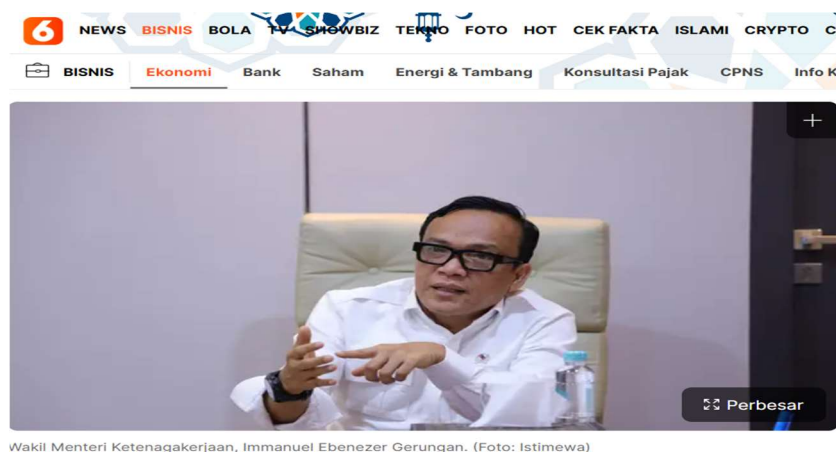 6 NEWS BISNIS BOLA TV SHOWBIZ TEKNO FOTO HOT CEK FAKTA ISLAMI CRYPTO C
BISNIS Ekonomi Bank Saham Energi & Tambang Konsultasi Pajak CPNS Info K
Perbesar
Wakil Menteri Ketenagakerjaan, Immanuel Ebenezer Gerungan. (Foto: Istimewa)